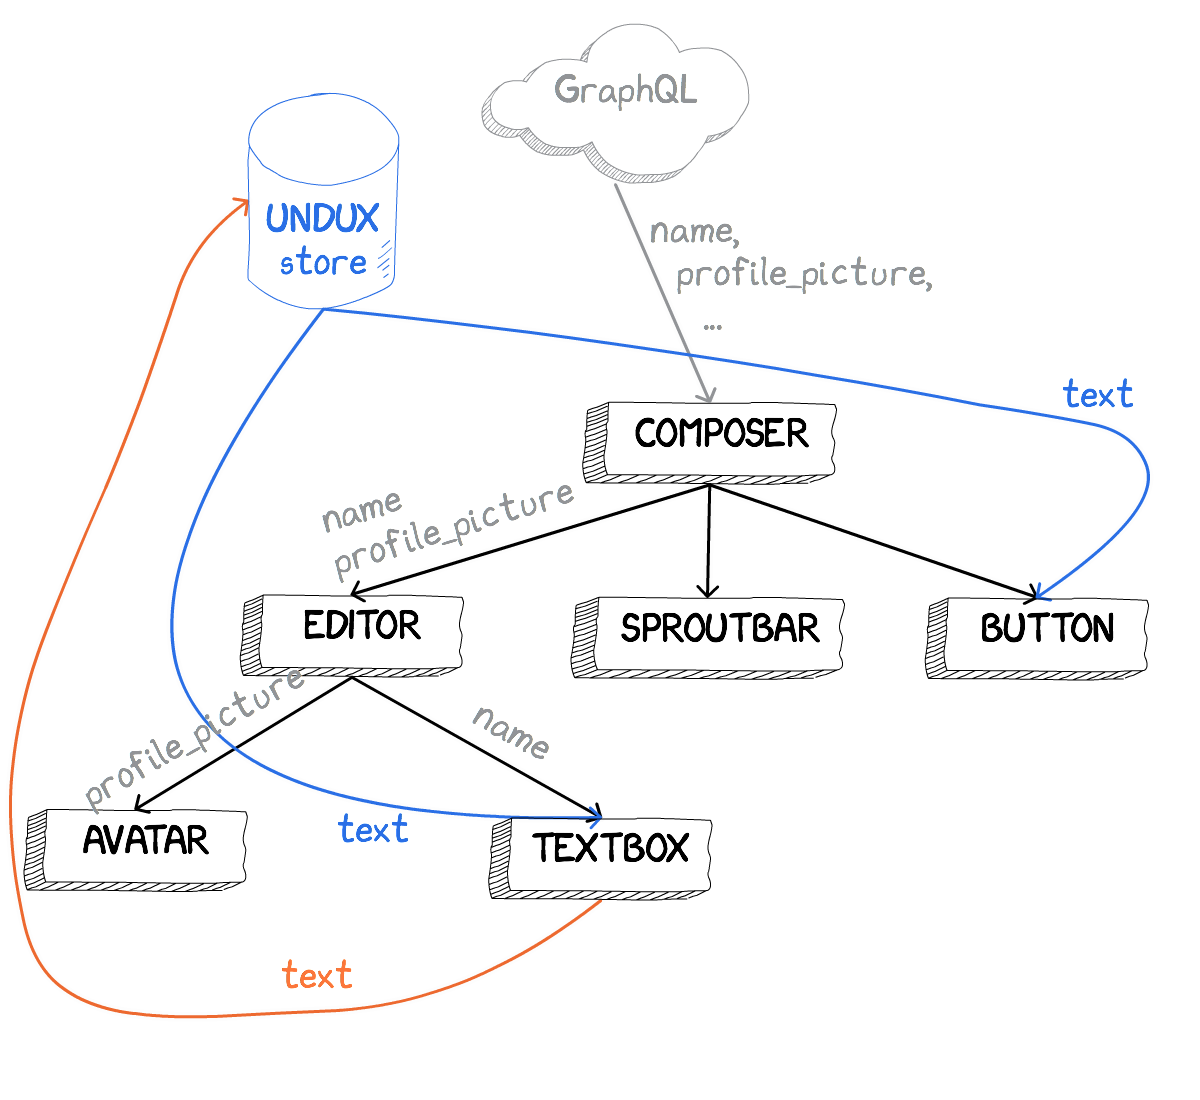 GraphQL
UNDUX
store
name,
profile_picture,
...
text
COMPOSER
name
profile_picture
EDITOR
SPROUTBAR
BUTTON
profile_picture
name
text
AVATAR
TEXTBOX
text